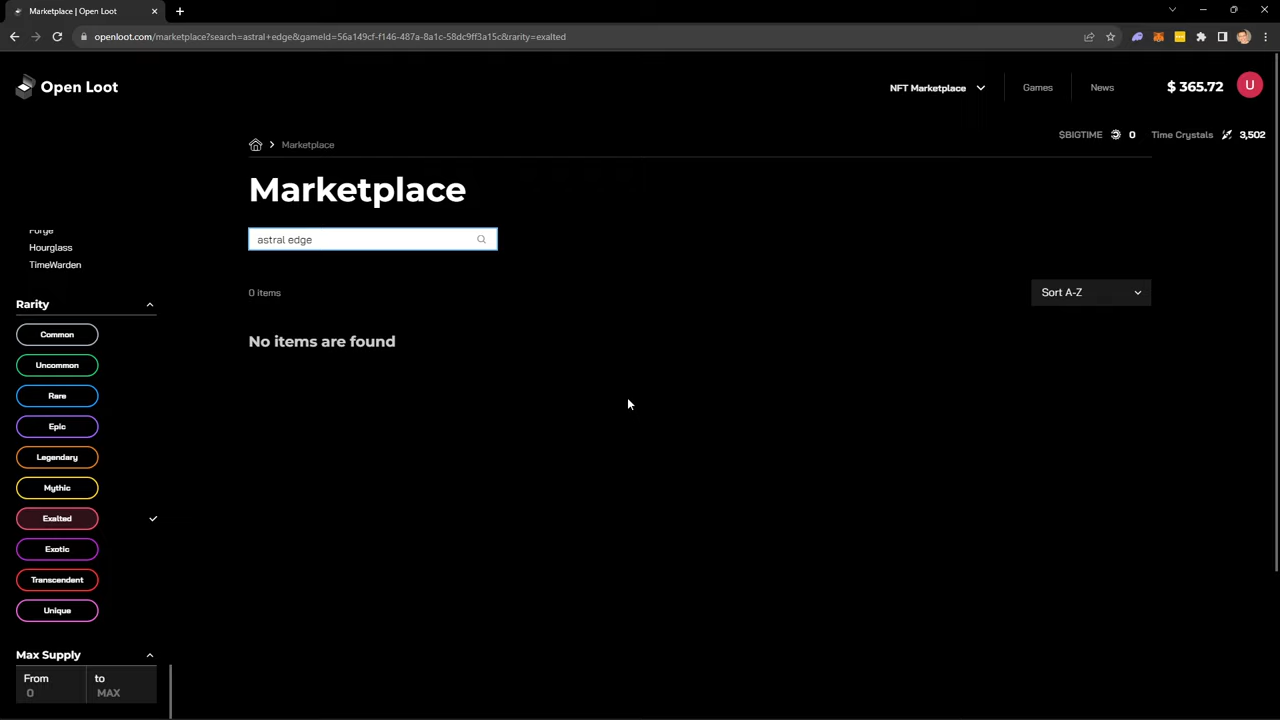 Marketplace | Open Loot
openloot.com/marketplace?search=astral+edge&gameId=56a149cf-f146-487a-8a1c-58dc9ff3a15c&rarity=exalted
Open Loot
NFT Marketplace
Games
News
$ 365.72
U
$BIGTIME 0
Time Crystals 3,502
Marketplace
Marketplace
astral edge
0 items
Sort A-Z
No items are found
Forge
Hourglass
TimeWarden
Rarity
Common
Uncommon
Rare
Epic
Legendary
Mythic
Exalted
Exotic
Transcendent
Unique
Max Supply
From
to
0
MAX